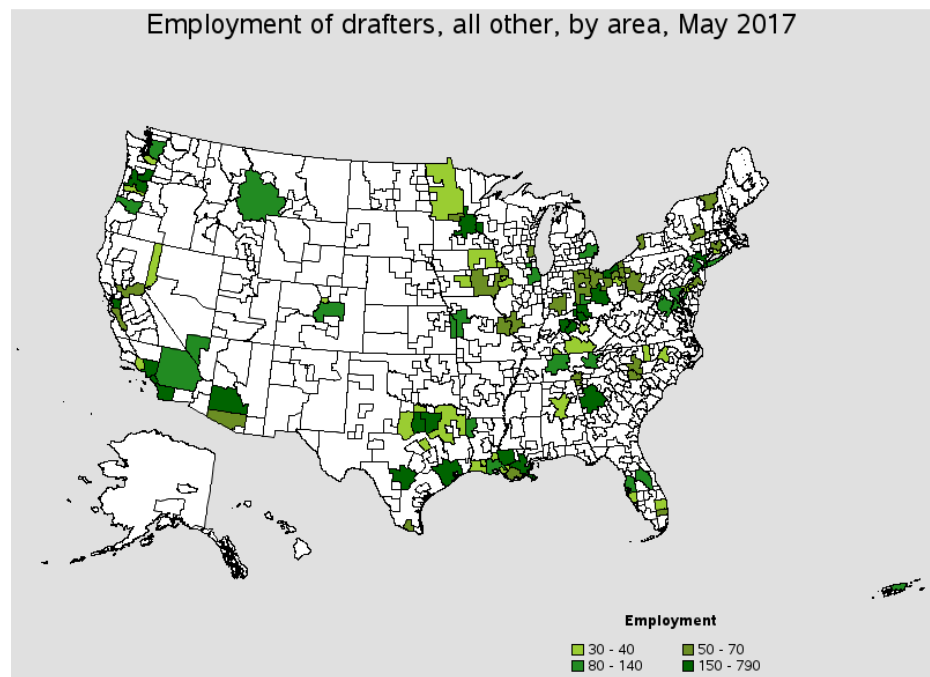 Employment of drafters, all other, by area, May 2017
Employment
30 - 40 50 - 70
80 - 140 150 - 790